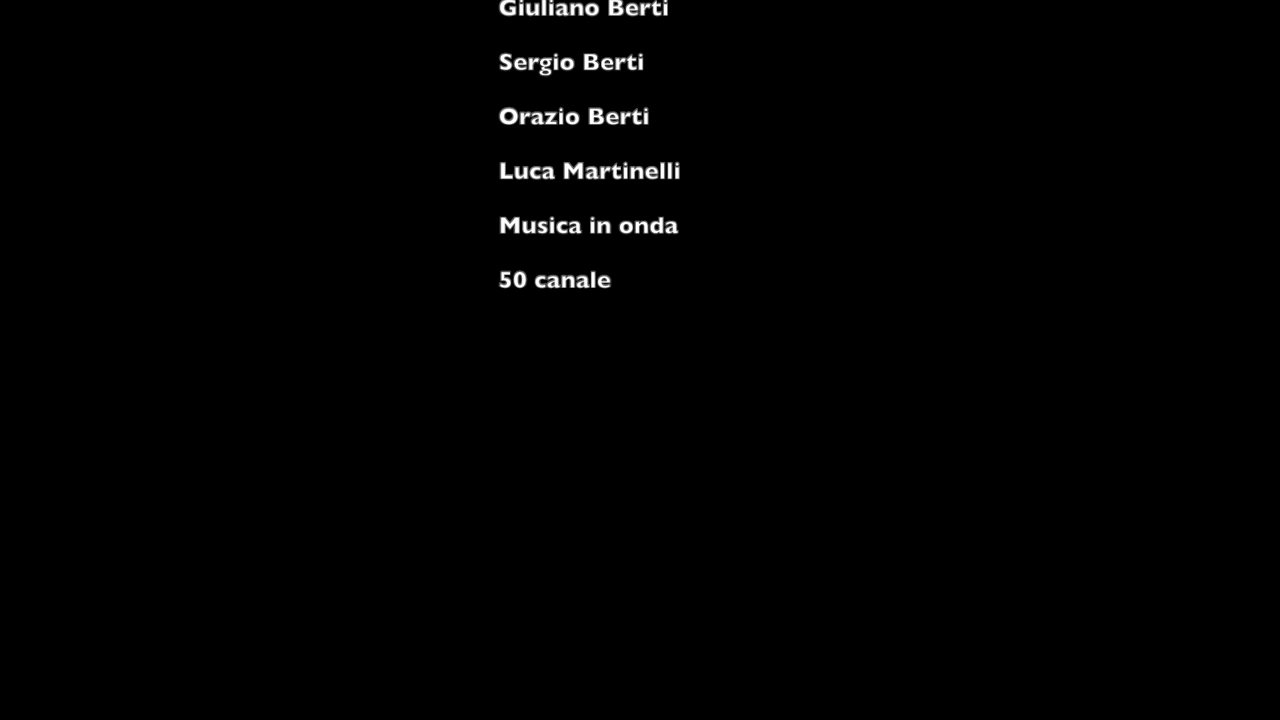 Giuliano Berti
Sergio Berti
Orazio Berti
Luca Martinelli
Musica in onda
50 canale